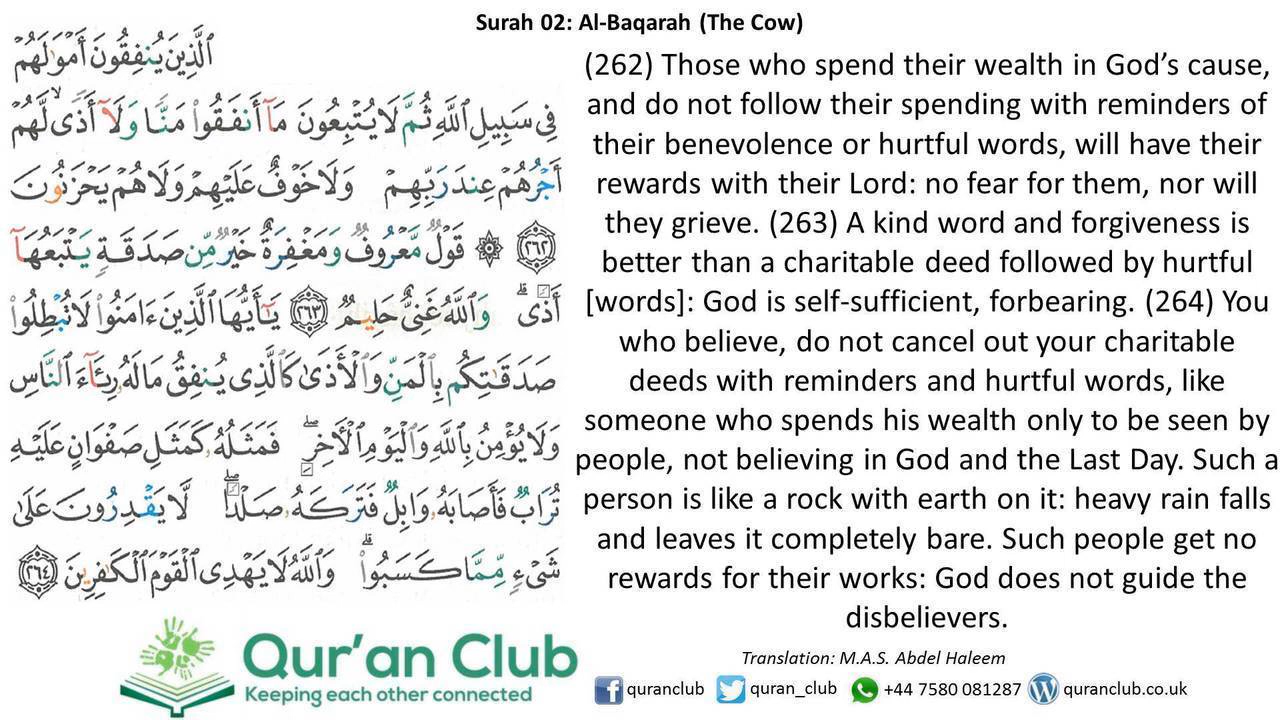 Surah 02: Al-Baqarah (The Cow)
ٱلَّذِينَ يُنفِقُونَ أَمْوَٰلَهُمْ
فِى سَبِيلِ ٱللَّهِ ثُمَّ لَا يُتْبِعُونَ مَآ أَنفَقُوا۟ مَنًّا وَلَآ أَذًى ۙ لَّهُمْ
أَجْرُهُمْ عِندَ رَبِّهِمْ وَلَا خَوْفٌ عَلَيْهِمْ وَلَا هُمْ يَحْزَنُونَ
﴿٢٦٢﴾ ۞ قَوْلٌ مَّعْرُوفٌ وَمَغْفِرَةٌ خَيْرٌ مِّن صَدَقَةٍ يَتْبَعُهَآ
أَذًى ۗ وَٱللَّهُ غَنِىٌّ حَلِيمٌ ﴿٢٦٣﴾ يَٰٓأَيُّهَا ٱلَّذِينَ ءَامَنُوا۟ لَا تُبْطِلُوا۟
صَدَقَٰتِكُم بِٱلْمَنِّ وَٱلْأَذَىٰ كَٱلَّذِى يُنفِقُ مَالَهُۥ رِئَآءَ ٱلنَّاسِ
وَلَا يُؤْمِنُ بِٱللَّهِ وَٱلْيَوْمِ ٱلْءَاخِرِ ۖ فَمَثَلُهُۥ كَمَثَلِ صَفْوَانٍ عَلَيْهِ
تُرَابٌ فَأَصَابَهُۥ وَابِلٌ فَتَرَكَهُۥ صَلْدًا ۖ لَّا يَقْدِرُونَ عَلَىٰ
شَىْءٍ مِّمَّا كَسَبُوا۟ ۗ وَٱللَّهُ لَا يَهْدِى ٱلْقَوْمَ ٱلْكَٰفِرِينَ ﴿٢٦٤﴾
(262) Those who spend their wealth in God’s cause,
and do not follow their spending with reminders of
their benevolence or hurtful words, will have their
rewards with their Lord: no fear for them, nor will
they grieve. (263) A kind word and forgiveness is
better than a charitable deed followed by hurtful
[words]: God is self-sufficient, forbearing. (264) You
who believe, do not cancel out your charitable
deeds with reminders and hurtful words, like
someone who spends his wealth only to be seen by
people, not believing in God and the Last Day. Such a
person is like a rock with earth on it: heavy rain falls
and leaves it completely bare. Such people get no
rewards for their works: God does not guide the
disbelievers.
Translation: M.A.S. Abdel Haleem
Qur’an Club
Keeping each other connected
quranclub quran_club +44 7580 081287 quranclub.co.uk